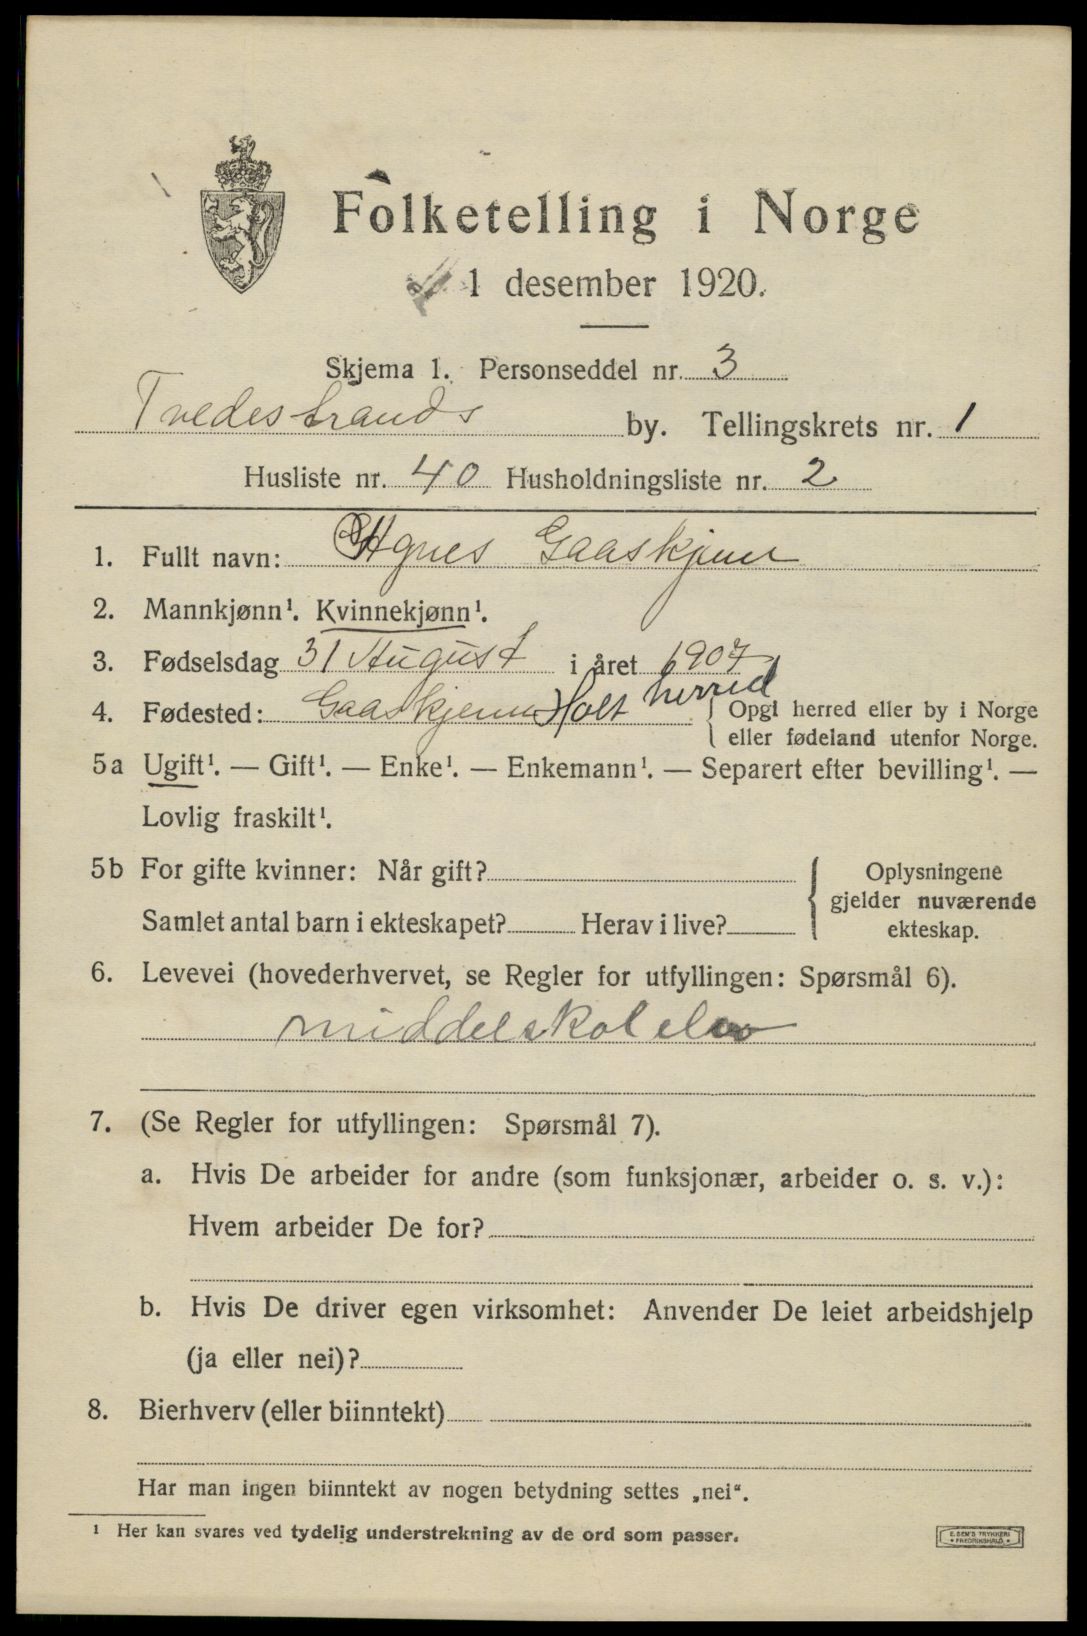 Folketelling i Norge
1 desember 1920.
Skjema 1. Personseddel nr. 3
Tvedestrands by. Tellingskrets nr. 1
Husliste nr. 40 Husholdningsliste nr. 2
1. Fullt navn: Agnes Gaaskjenn
2. Mannkjønn¹. Kvinnekjønn¹.
3. Fødselsdag 31 August i året 1907
4. Fødested: Gaaskjenn Holt herred { Opgi herred eller by i Norge
eller fødeland utenfor Norge.
5a Ugift¹. — Gift¹. — Enke¹. — Enkemann¹. — Separert efter bevilling¹. —
Lovlig fraskilt¹.
5b For gifte kvinner: Når gift? { Oplysningene
gjelder nuværende
Samlet antal barn i ekteskapet? Herav i live? ekteskap.
6. Levevei (hovederhvervet, se Regler for utfyllingen: Spørsmål 6).
middelskolelev
7. (Se Regler for utfyllingen: Spørsmål 7).
a. Hvis De arbeider for andre (som funksjonær, arbeider o. s. v.):
Hvem arbeider De for?
b. Hvis De driver egen virksomhet: Anvender De leiet arbeidshjelp
(ja eller nei)?
8. Bierhverv (eller biinntekt)
Har man ingen biinntekt av nogen betydning settes „nei“.
¹ Her kan svares ved tydelig understrekning av de ord som passer.
E. SEM'S TRYKKERI
• FREDRIKSHALD •